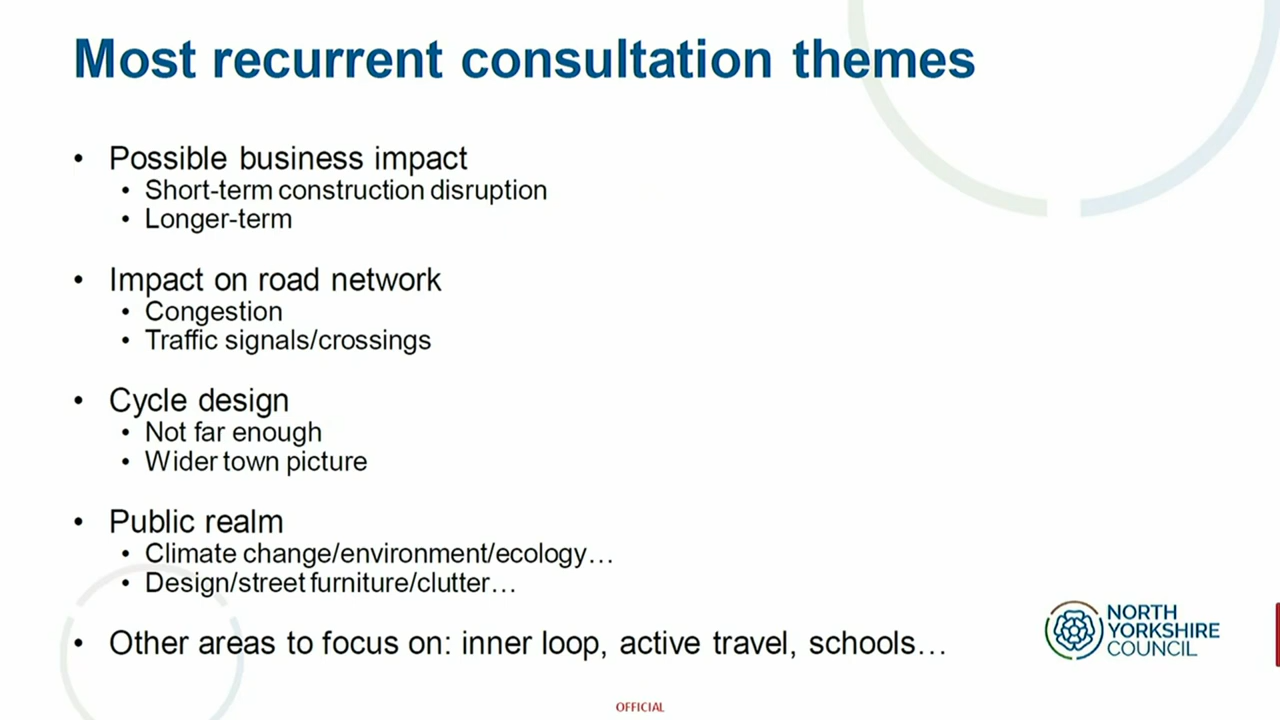 Most recurrent consultation themes
• Possible business impact
• Short-term construction disruption
• Longer-term
• Impact on road network
• Congestion
• Traffic signals/crossings
• Cycle design
• Not far enough
• Wider town picture
• Public realm
• Climate change/environment/ecology…
• Design/street furniture/clutter…
• Other areas to focus on: inner loop, active travel, schools…
NORTH
YORKSHIRE
COUNCIL
OFFICIAL